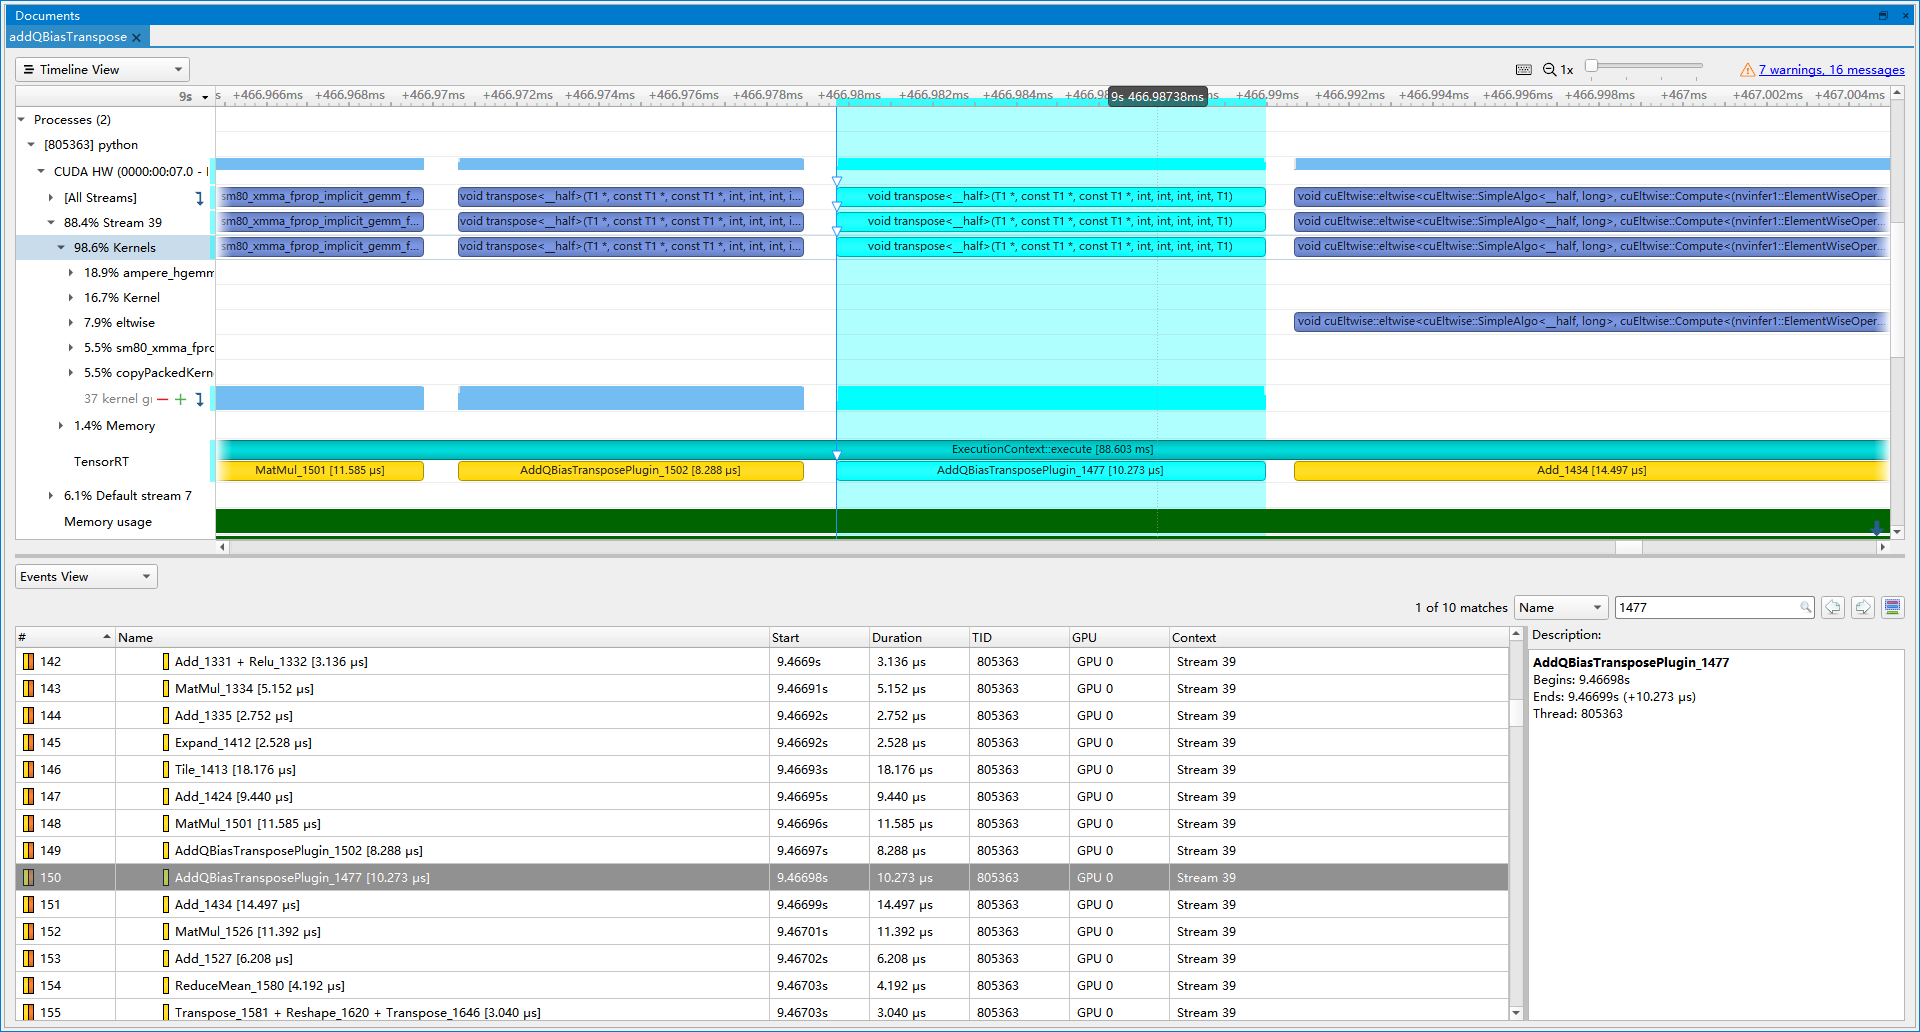 Documents
addQBiasTranspose
Timeline View
1x
7 warnings, 16 messages
9s
s +466.966ms +466.968ms +466.97ms +466.972ms +466.974ms +466.976ms +466.978ms +466.98ms +466.982ms +466.984ms 9s 466.98738ms +466.99ms +466.992ms +466.994ms +466.996ms +466.998ms +467ms +467.002ms +467.004ms
Processes (2)
[805363] python
CUDA HW (0000:00:07.0 -
[All Streams]
sm80_xmma_fprop_implicit_gemm_f... void transpose<__half>(T1 *, const T1 *, const T1 *, int, int, int, i... void transpose<__half>(T1 *, const T1 *, const T1 *, int, int, int, int, T1) void cuEltwise::eltwise<cuEltwise::SimpleAlgo<__half, long>, cuEltwise::Compute<(nvinfer1::ElementWiseOper...
88.4% Stream 39
sm80_xmma_fprop_implicit_gemm_f... void transpose<__half>(T1 *, const T1 *, const T1 *, int, int, int, i... void transpose<__half>(T1 *, const T1 *, const T1 *, int, int, int, int, T1) void cuEltwise::eltwise<cuEltwise::SimpleAlgo<__half, long>, cuEltwise::Compute<(nvinfer1::ElementWiseOper...
98.6% Kernels
sm80_xmma_fprop_implicit_gemm_f... void transpose<__half>(T1 *, const T1 *, const T1 *, int, int, int, i... void transpose<__half>(T1 *, const T1 *, const T1 *, int, int, int, int, T1) void cuEltwise::eltwise<cuEltwise::SimpleAlgo<__half, long>, cuEltwise::Compute<(nvinfer1::ElementWiseOper...
18.9% ampere_hgemm
16.7% Kernel
7.9% eltwise
void cuEltwise::eltwise<cuEltwise::SimpleAlgo<__half, long>, cuEltwise::Compute<(nvinfer1::ElementWiseOper...
5.5% sm80_xmma_fpro
5.5% copyPackedKern
37 kernel
1.4% Memory
TensorRT
ExecutionContext::execute [88.603 ms]
MatMul_1501 [11.585 μs] AddQBiasTransposePlugin_1502 [8.288 μs] AddQBiasTransposePlugin_1477 [10.273 μs] Add_1434 [14.497 μs]
6.1% Default stream 7
Memory usage
Events View
1 of 10 matches Name 1477
# Name Start Duration TID GPU Context
142 Add_1331 + Relu_1332 [3.136 μs] 9.4669s 3.136 μs 805363 GPU 0 Stream 39
143 MatMul_1334 [5.152 μs] 9.46691s 5.152 μs 805363 GPU 0 Stream 39
144 Add_1335 [2.752 μs] 9.46692s 2.752 μs 805363 GPU 0 Stream 39
145 Expand_1412 [2.528 μs] 9.46692s 2.528 μs 805363 GPU 0 Stream 39
146 Tile_1413 [18.176 μs] 9.46693s 18.176 μs 805363 GPU 0 Stream 39
147 Add_1424 [9.440 μs] 9.46695s 9.440 μs 805363 GPU 0 Stream 39
148 MatMul_1501 [11.585 μs] 9.46696s 11.585 μs 805363 GPU 0 Stream 39
149 AddQBiasTransposePlugin_1502 [8.288 μs] 9.46697s 8.288 μs 805363 GPU 0 Stream 39
150 AddQBiasTransposePlugin_1477 [10.273 μs] 9.46698s 10.273 μs 805363 GPU 0 Stream 39
151 Add_1434 [14.497 μs] 9.46699s 14.497 μs 805363 GPU 0 Stream 39
152 MatMul_1526 [11.392 μs] 9.46701s 11.392 μs 805363 GPU 0 Stream 39
153 Add_1527 [6.208 μs] 9.46702s 6.208 μs 805363 GPU 0 Stream 39
154 ReduceMean_1580 [4.192 μs] 9.46703s 4.192 μs 805363 GPU 0 Stream 39
155 Transpose_1581 + Reshape_1620 + Transpose_1646 [3.040 μs] 9.46703s 3.040 μs 805363 GPU 0 Stream 39
Description:
AddQBiasTransposePlugin_1477
Begins: 9.46698s
Ends: 9.46699s (+10.273 μs)
Thread: 805363